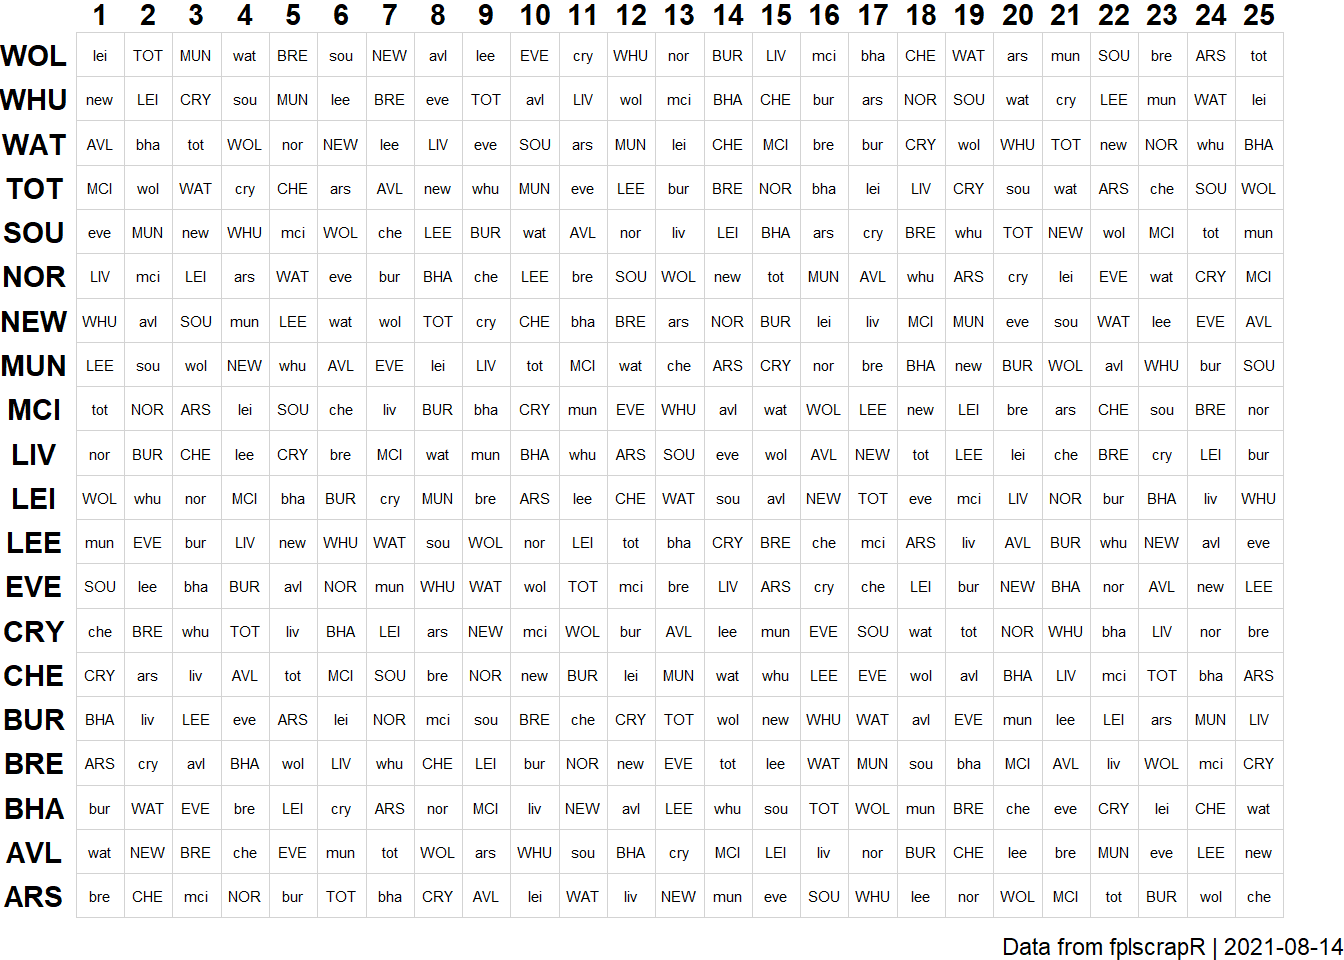 1 2 3 4 5 6 7 8 9 10 11 12 13 14 15 16 17 18 19 20 21 22 23 24 25
WOL lei TOT MUN wat BRE sou NEW avl lee EVE cry WHU nor BUR LIV mci bha CHE WAT ars mun SOU bre ARS tot
WHU new LEI CRY sou MUN lee BRE eve TOT avl LIV wol mci BHA CHE bur ars NOR SOU wat cry LEE mun WAT lei
WAT AVL bha tot WOL nor NEW lee LIV eve SOU ars MUN lei CHE MCI bre bur CRY wol WHU TOT new NOR whu BHA
TOT MCI wol WAT cry CHE ars AVL new whu MUN eve LEE bur BRE NOR bha lei LIV CRY sou wat ARS che SOU WOL
SOU eve MUN new WHU mci WOL che LEE BUR wat AVL nor liv LEI BHA ars cry BRE whu TOT NEW wol MCI tot mun
NOR LIV mci LEI ars WAT eve bur BHA che LEE bre SOU WOL new tot MUN AVL whu ARS cry lei EVE wat CRY MCI
NEW WHU avl SOU mun LEE wat wol TOT cry CHE bha BRE ars NOR BUR lei liv MCI MUN eve sou WAT lee EVE AVL
MUN LEE sou wol NEW whu AVL EVE lei LIV tot MCI wat che ARS CRY nor bre BHA new BUR WOL avl WHU bur SOU
MCI tot NOR ARS lei SOU che liv BUR bha CRY mun EVE WHU avl wat WOL LEE new LEI bre ars CHE sou BRE nor
LIV nor BUR CHE lee CRY bre MCI wat mun BHA whu ARS SOU eve wol AVL NEW tot LEE lei che BRE cry LEI bur
LEI WOL whu nor MCI bha BUR cry MUN bre ARS lee CHE WAT sou avl NEW TOT eve mci LIV NOR bur BHA liv WHU
LEE mun EVE bur LIV new WHU WAT sou WOL nor LEI tot bha CRY BRE che mci ARS liv AVL BUR whu NEW avl eve
EVE SOU lee bha BUR avl NOR mun WHU WAT wol TOT mci bre LIV ARS cry che LEI bur NEW BHA nor AVL new LEE
CRY che BRE whu TOT liv BHA LEI ars NEW mci WOL bur AVL lee mun EVE SOU wat tot NOR WHU bha LIV nor bre
CHE CRY ars liv AVL tot MCI SOU bre NOR new BUR lei MUN wat whu LEE EVE wol avl BHA LIV mci TOT bha ARS
BUR BHA liv LEE eve ARS lei NOR mci sou BRE che CRY TOT wol new WHU WAT avl EVE mun lee LEI ars MUN LIV
BRE ARS cry avl BHA wol LIV whu CHE LEI bur NOR new EVE tot lee WAT MUN sou bha MCI AVL liv WOL mci CRY
BHA bur WAT EVE bre LEI cry ARS nor MCI liv NEW avl LEE whu sou TOT WOL mun BRE che eve CRY lei CHE wat
AVL wat NEW BRE che EVE mun tot WOL ars WHU sou BHA cry MCI LEI liv nor BUR CHE lee bre MUN eve LEE new
ARS bre CHE mci NOR bur TOT bha CRY AVL lei WAT liv NEW mun eve SOU WHU lee nor WOL MCI tot BUR wol che
Data from fplscrapR | 2021-08-14